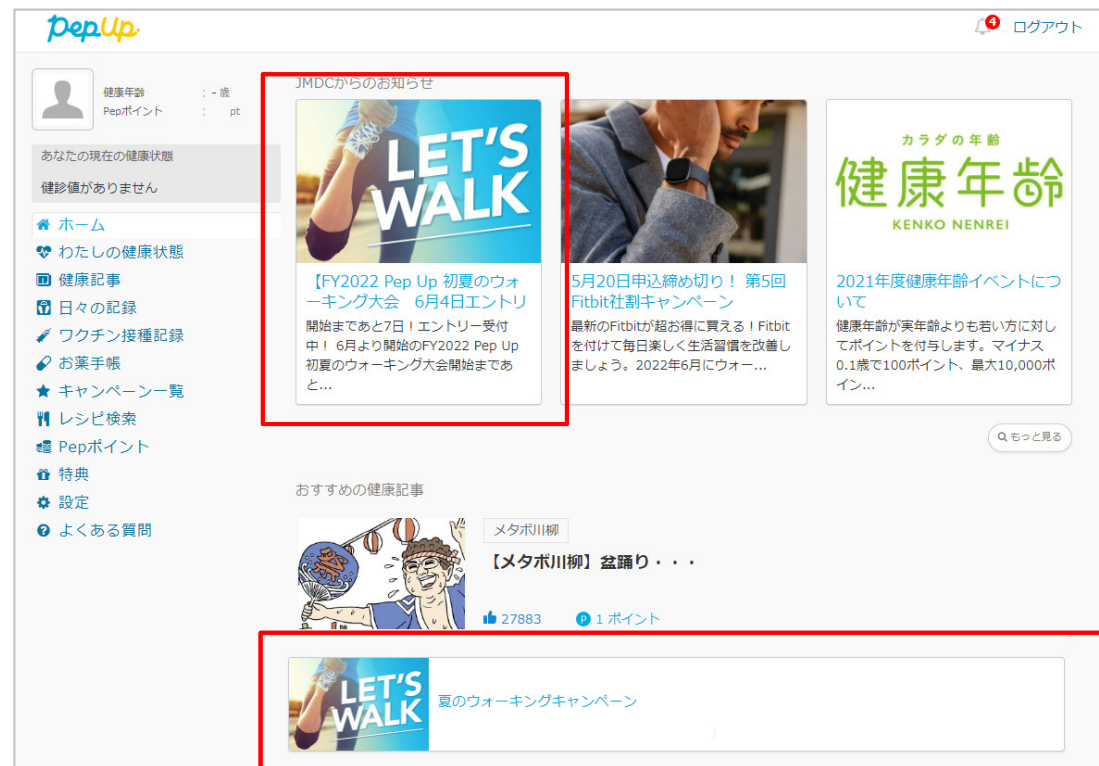 PepUp
4
ログアウト
健康年齢 : - 歳
Pepポイント : pt
あなたの現在の健康状態
健診値がありません
ホーム
わたしの健康状態
健康記事
日々の記録
ワクチン接種記録
お薬手帳
キャンペーン一覧
レシピ検索
Pepポイント
特典
設定
よくある質問
JMDCからのお知らせ
LET'S
WALK
【FY2022 Pep Up 初夏のウォ
ーキング大会 6月4日エントリ
開始まであと7日！エントリー受付
中！ 6月より開始のFY2022 Pep Up
初夏のウォーキング大会開始まであ
と...
5月20日申込締め切り！ 第5回
Fitbit社割キャンペーン
最新のFitbitが超お得に買える！Fitbit
を付けて毎日楽しく生活習慣を改善し
ましょう。2022年6月にウォー...
カラダの年齢
健康年齢
KENKO NENREI
2021年度健康年齢イベントにつ
いて
健康年齢が実年齢よりも若い方に対し
てポイントを付与します。マイナス
0.1歳で100ポイント、最大10,000ポ
イン...
もっと見る
おすすめの健康記事
メタボ川柳
【メタボ川柳】盆踊り・・・
27883
P 1 ポイント
LET'S
WALK
夏のウォーキングキャンペーン